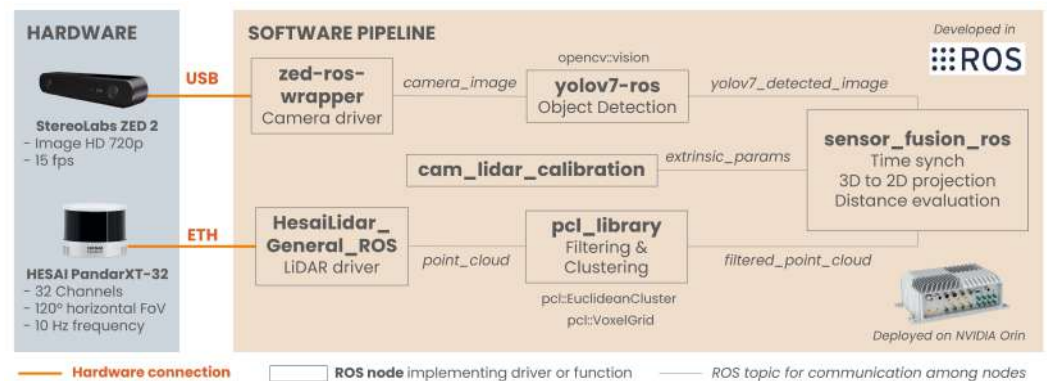 HARDWARE
StereoLabs ZED 2
- Image HD 720p
- 15 fps
HESAI PandarXT-32
- 32 Channels
- 120º horizontal FoV
- 10 Hz frequency
USB
ETH
SOFTWARE PIPELINE
Developed in
ROS
zed-ros-
wrapper
Camera driver
camera_image
opencv::vision
yolov7-ros
Object Detection
yolov7_detected_image
cam_lidar_calibration
extrinsic_params
sensor_fusion_ros
Time synch
3D to 2D projection
Distance evaluation
HesaiLidar_
General_ROS
LiDAR driver
point_cloud
pcl_library
Filtering &
Clustering
pcl::EuclideanCluster
pcl::VoxelGrid
filtered_point_cloud
Deployed on NVIDIA Orin
Hardware connection
ROS node implementing driver or function
ROS topic for communication among nodes